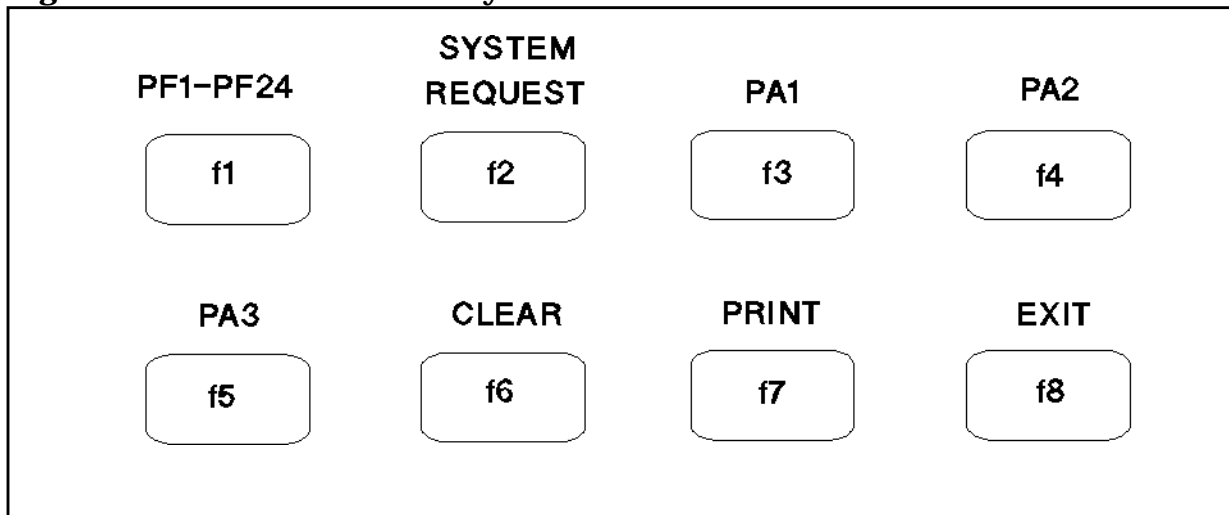 SYSTEM
PF1-PF24 REQUEST PA1 PA2
f1 f2 f3 f4
PA3 CLEAR PRINT EXIT
f5 f6 f7 f8